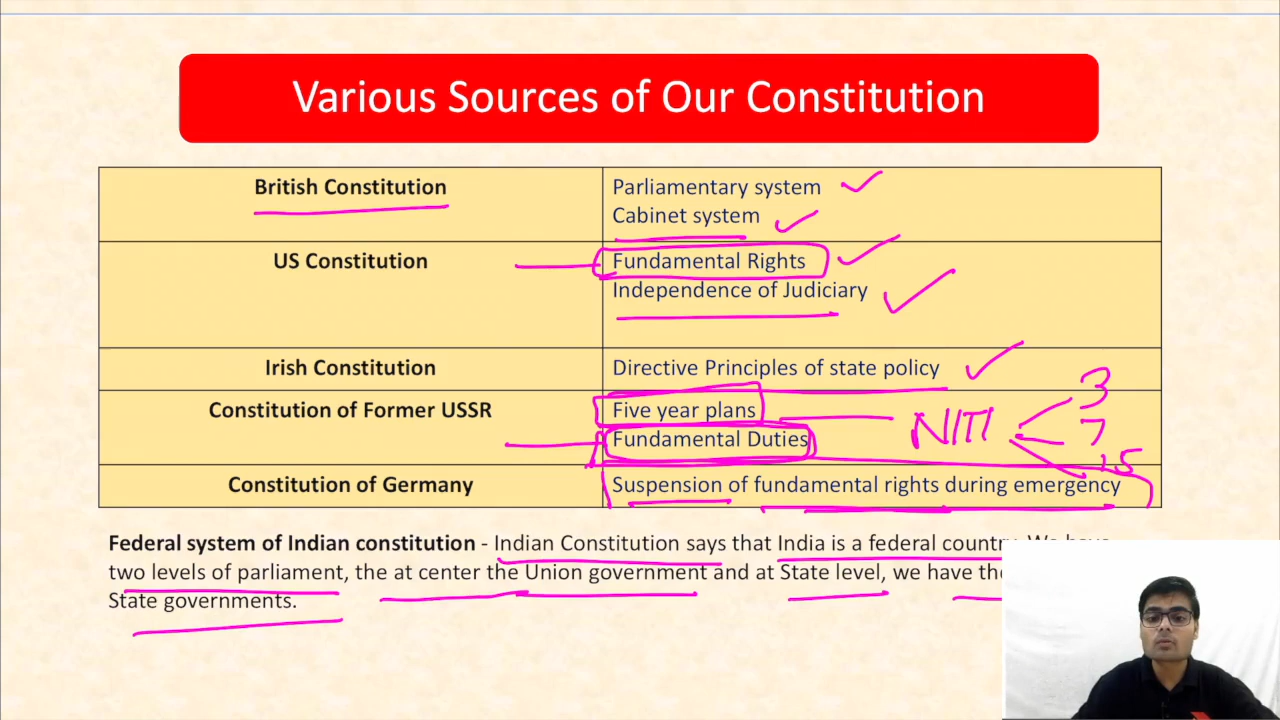 Various Sources of Our Constitution
British Constitution
Parliamentary system
Cabinet system
US Constitution
Fundamental Rights
Independence of Judiciary
Irish Constitution
Directive Principles of state policy
Constitution of Former USSR
Five year plans
Fundamental Duties
NITI
3
7
15
Constitution of Germany
Suspension of fundamental rights during emergency
Federal system of Indian constitution - Indian Constitution says that India is a federal country. We have
two levels of parliament, the at center the Union government and at State level, we have the
State governments.